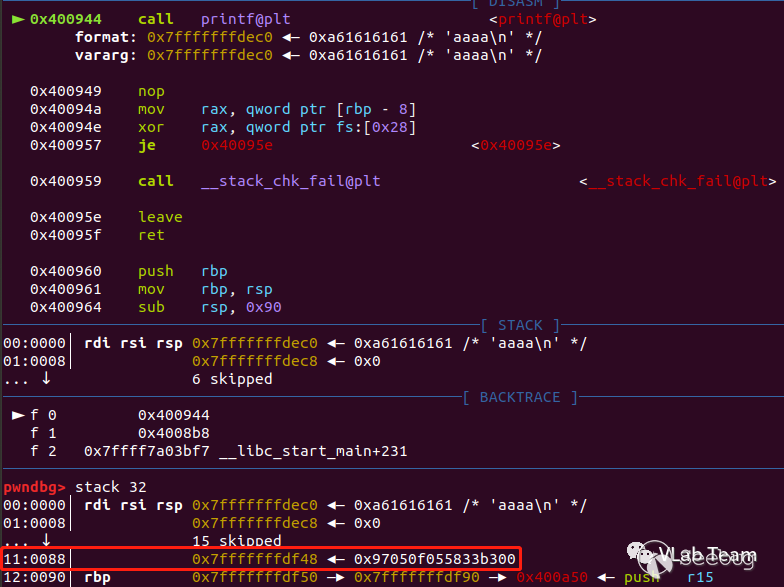 [ DISASM ]
► 0x400944 call printf@plt <printf@plt>
format: 0x7fffffffdec0 ◄— 0xa61616161 /* 'aaaa\n' */
vararg: 0x7fffffffdec0 ◄— 0xa61616161 /* 'aaaa\n' */
0x400949 nop
0x40094a mov rax, qword ptr [rbp - 8]
0x40094e xor rax, qword ptr fs:[0x28]
0x400957 je 0x40095e <0x40095e>
0x400959 call __stack_chk_fail@plt <__stack_chk_fail@plt>
0x40095e leave
0x40095f ret
0x400960 push rbp
0x400961 mov rbp, rsp
0x400964 sub rsp, 0x90
[ STACK ]
00:0000│ rdi rsi rsp 0x7fffffffdec0 ◄— 0xa61616161 /* 'aaaa\n' */
01:0008│ 0x7fffffffdec8 ◄— 0x0
... ↓ 6 skipped
[ BACKTRACE ]
► f 0 0x400944
f 1 0x4008b8
f 2 0x7ffff7a03bf7 __libc_start_main+231
pwndbg> stack 32
00:0000│ rdi rsi rsp 0x7fffffffdec0 ◄— 0xa61616161 /* 'aaaa\n' */
01:0008│ 0x7fffffffdec8 ◄— 0x0
... ↓ 15 skipped
11:0088│ 0x7fffffffdf48 ◄— 0x97050f055833b300
12:0090│ rbp 0x7fffffffdf50 —► 0x7fffffffdf90 —► 0x400a50 ◄— push r15
VLab Team